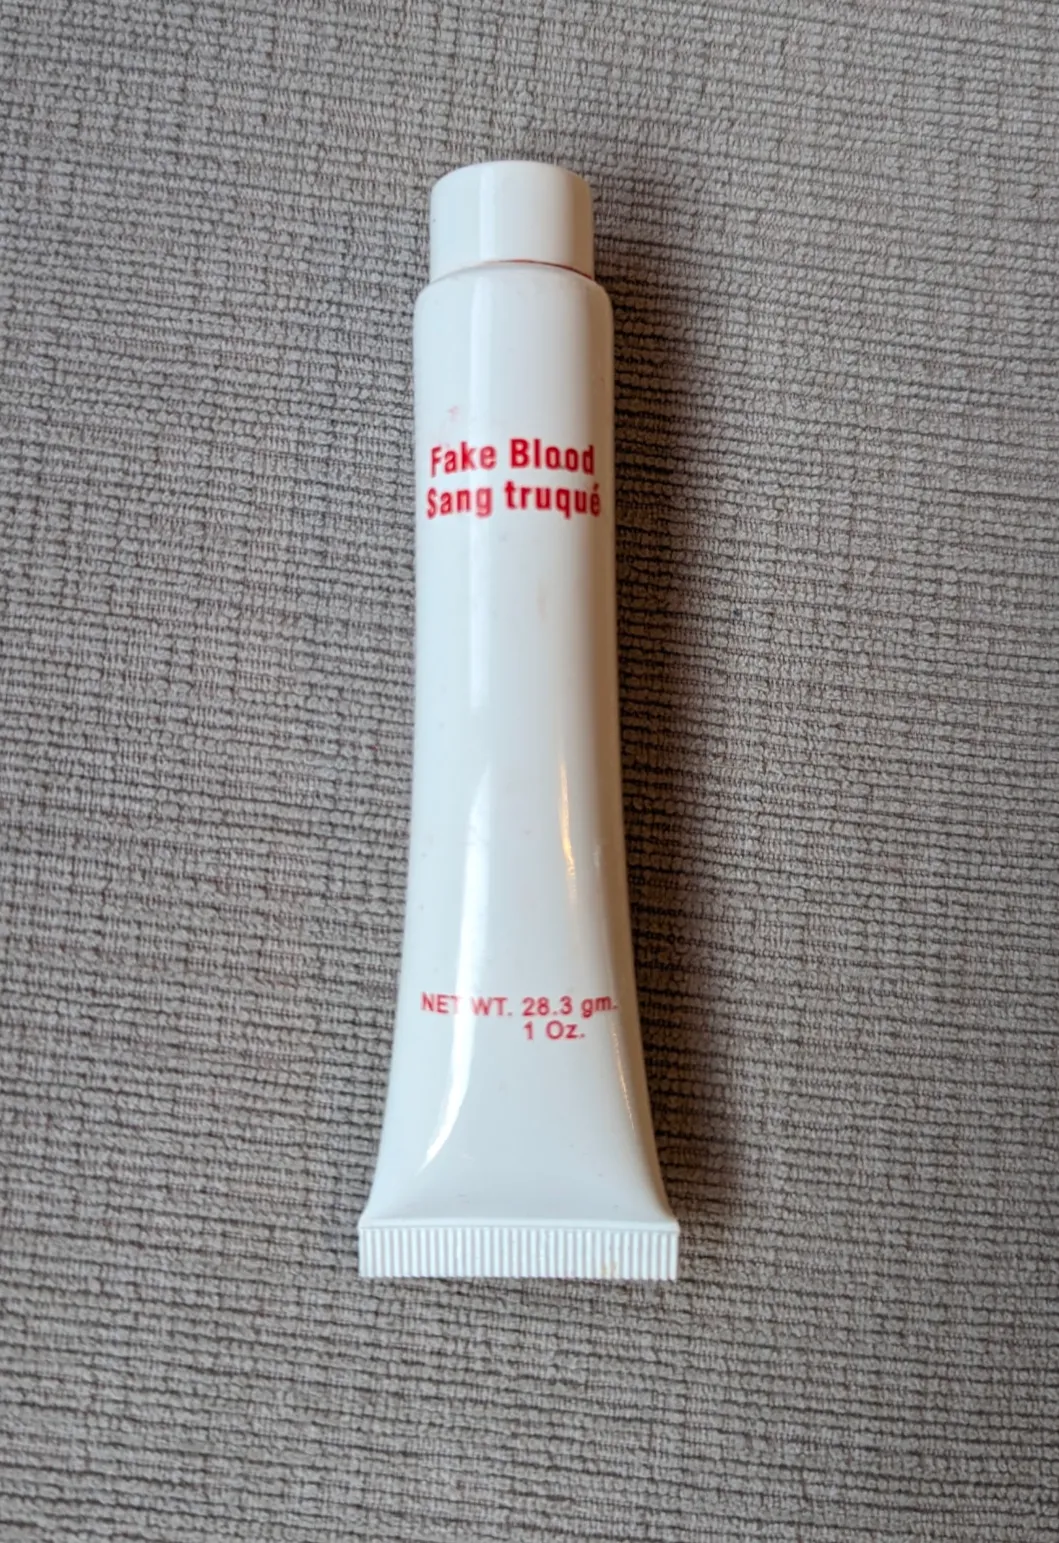 Fake Blood
Sang truqué
NET WT. 28.3 gm.
1 Oz.